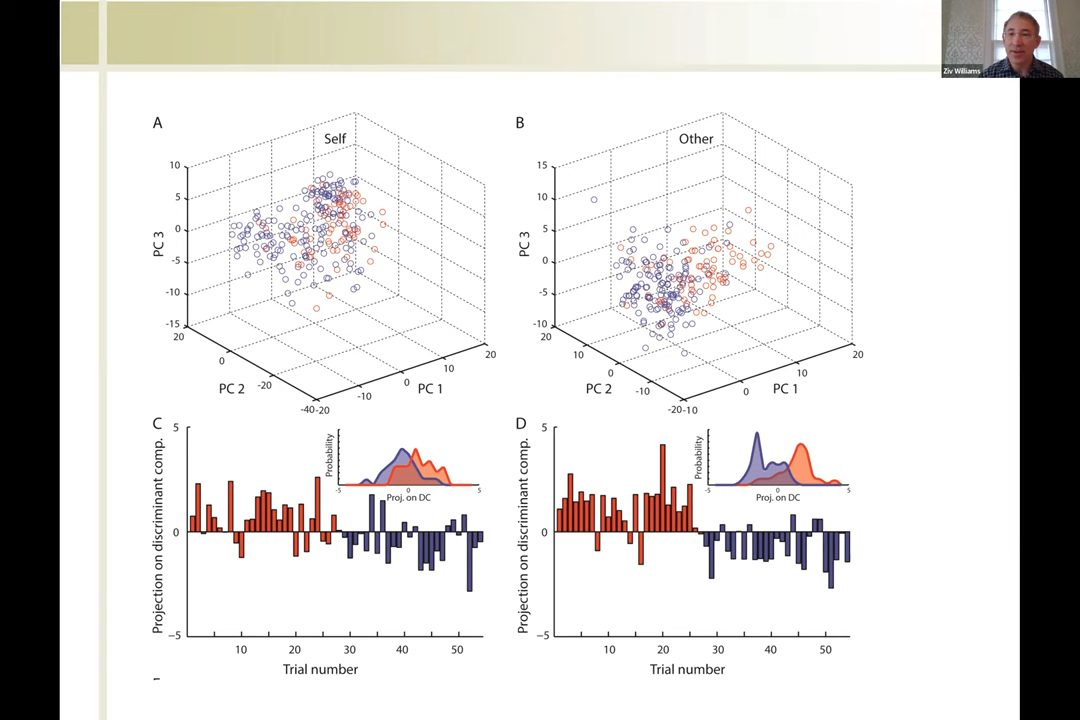 Ziv Williams
A
Self
10
5
0
-5
-10
-15
PC 3
20
0
-20
-40
PC 2
-20
-10
0
10
20
PC 1
B
Other
15
10
5
0
-5
-10
PC 3
20
10
0
-10
-20
PC 2
-10
0
10
20
PC 1
C
5
0
−5
Projection on discriminant comp.
10 20 30 40 50
Trial number
Probability
-5 0 5
Proj. on DC
D
5
0
−5
Projection on discriminant comp.
10 20 30 40 50
Trial number
Probability
-5 0 5
Proj. on DC